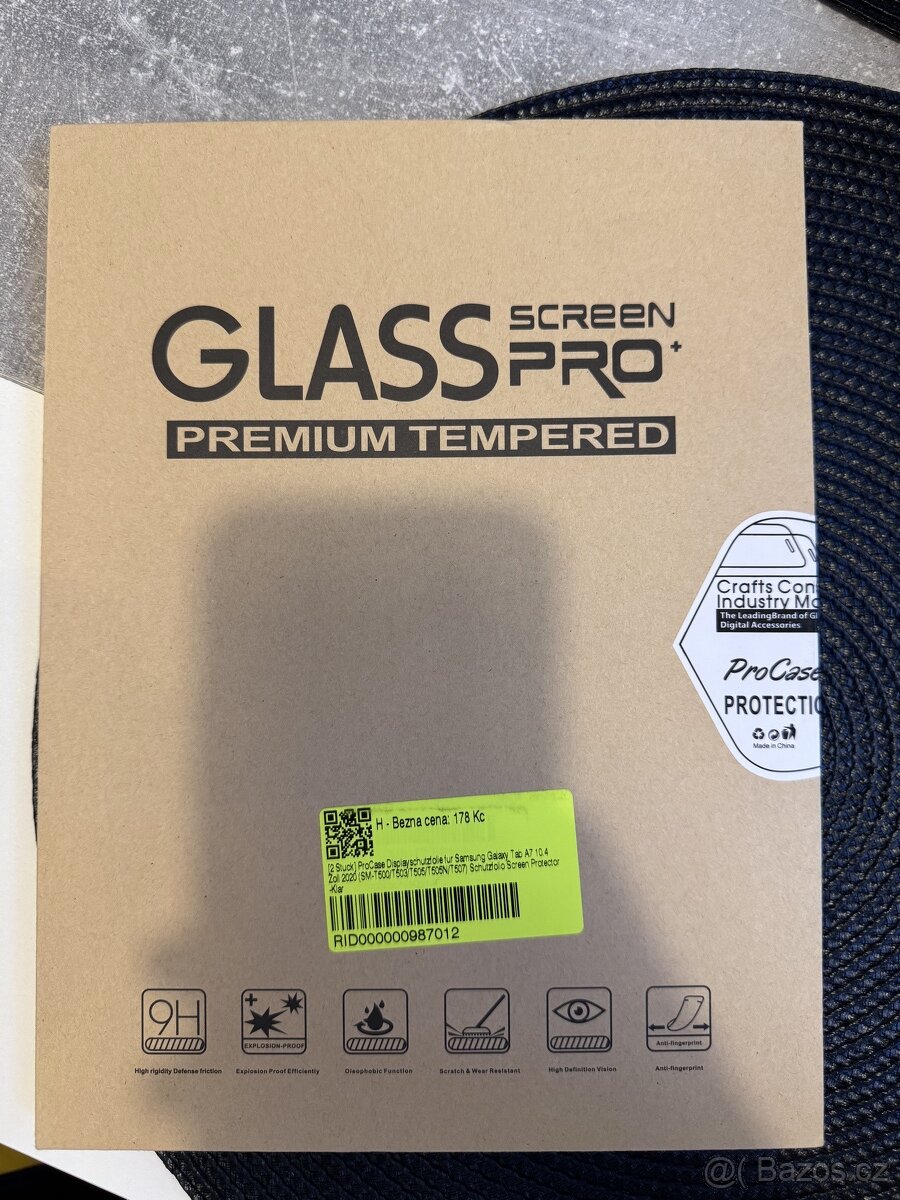 GLASS SCREEN PRO+
PREMIUM TEMPERED
Crafts Con
Industry Mo
The LeadingBrand of Gl
Digital Accessories
ProCase
PROTECTIO
Made in China
H - Bezna cena: 178 Kc
[2 Stuck] ProCase Displayschutzfolie fur Samsung Galaxy Tab A7 10.4
Zoll 2020 (SM-T500/T503/T505/T505N/T507) Schutzfolio Screen Protector
-Klar
RID000000987012
9H
EXPLOSION-PROOF
Anti-fingerprint
High rigidity Defense friction
Explosion Proof Efficiently
Oleophobic Function
Scratch & Wear Resistant
High Definition Vision
Anti-fingerprint
@( Bazos.cz